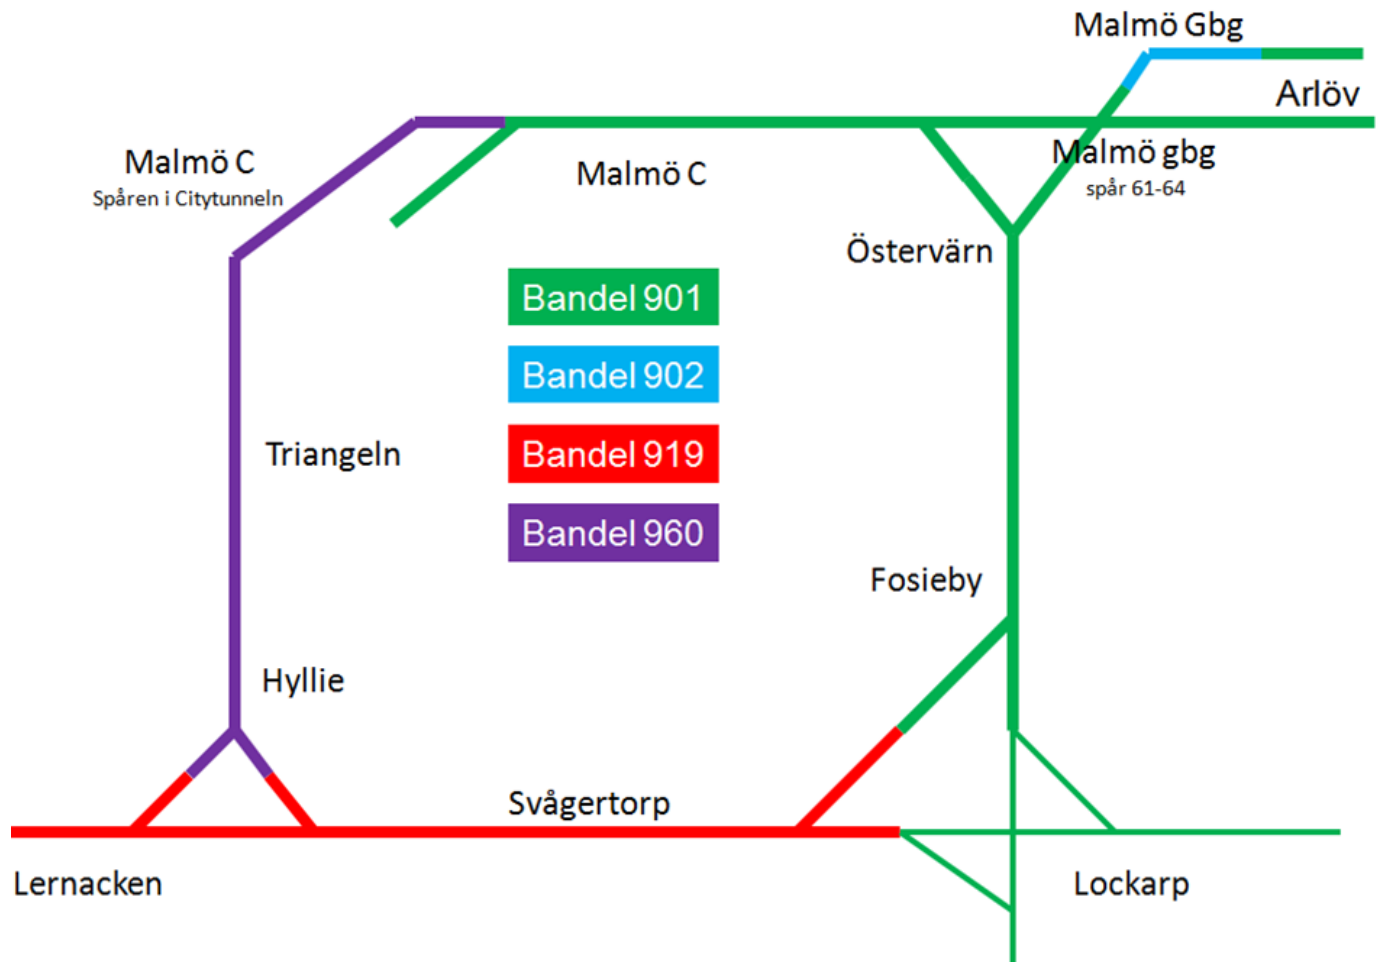 Malmö Gbg
Arlöv
Malmö C
Spåren i Citytunneln
Malmö C
Malmö gbg
spår 61-64
Östervärn
Bandel 901
Bandel 902
Bandel 919
Bandel 960
Triangeln
Fosieby
Hyllie
Svågertorp
Lernacken
Lockarp